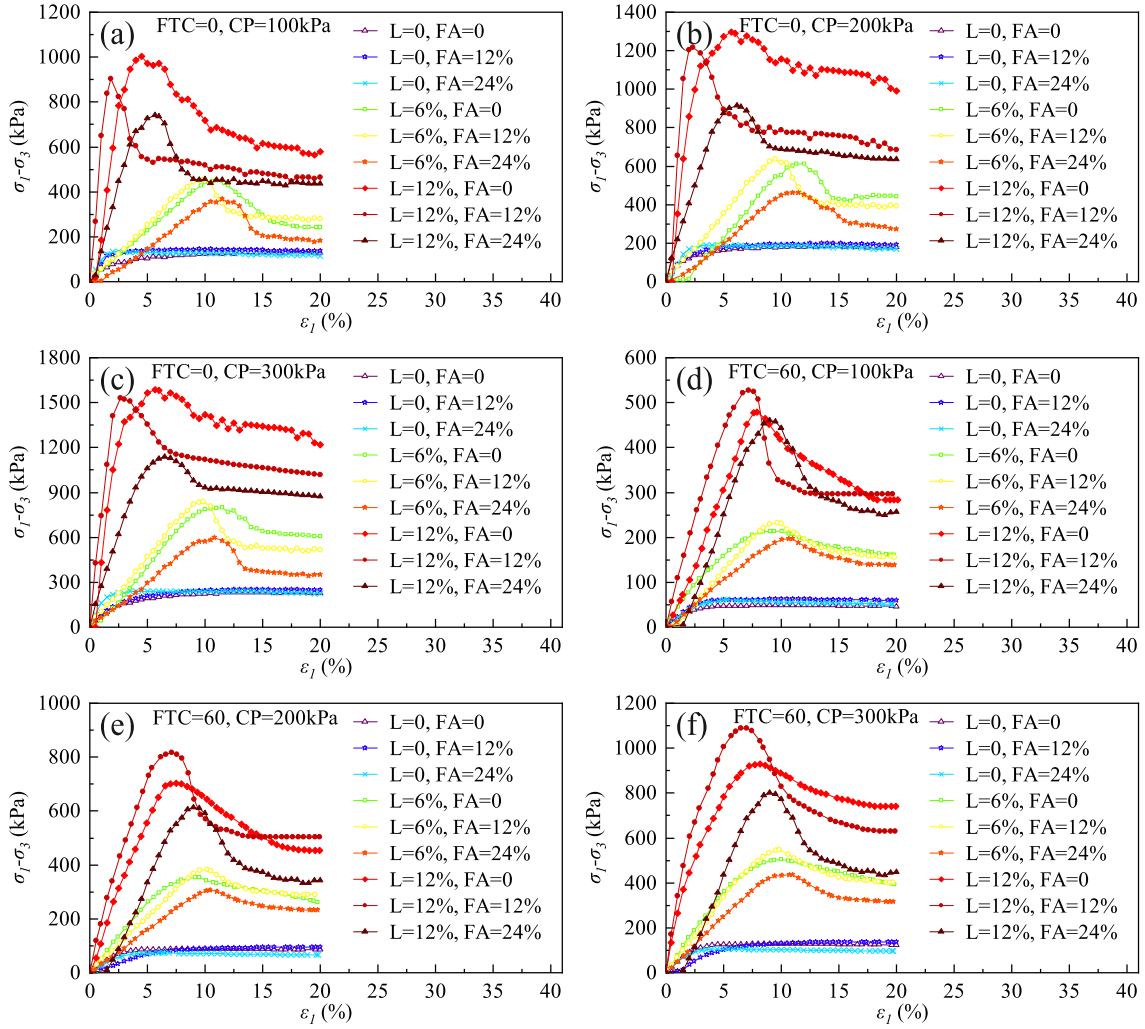 (a) FTC=0, CP=100kPa
σ1-σ3 (kPa)
1000
800
600
400
200
0
0 5 10 15 20 25 30 35 40
ε1 (%)
L=0, FA=0
L=0, FA=12%
L=0, FA=24%
L=6%, FA=0
L=6%, FA=12%
L=6%, FA=24%
L=12%, FA=0
L=12%, FA=12%
L=12%, FA=24%
(b) FTC=0, CP=200kPa
σ1-σ3 (kPa)
1400
1200
1000
800
600
400
200
0
0 5 10 15 20 25 30 35 40
ε1 (%)
L=0, FA=0
L=0, FA=12%
L=0, FA=24%
L=6%, FA=0
L=6%, FA=12%
L=6%, FA=24%
L=12%, FA=0
L=12%, FA=12%
L=12%, FA=24%
(c) FTC=0, CP=300kPa
σ1-σ3 (kPa)
1800
1500
1200
900
600
300
0
0 5 10 15 20 25 30 35 40
ε1 (%)
L=0, FA=0
L=0, FA=12%
L=0, FA=24%
L=6%, FA=0
L=6%, FA=12%
L=6%, FA=24%
L=12%, FA=0
L=12%, FA=12%
L=12%, FA=24%
(d) FTC=60, CP=100kPa
σ1-σ3 (kPa)
600
500
400
300
200
100
0
0 5 10 15 20 25 30 35 40
ε1 (%)
L=0, FA=0
L=0, FA=12%
L=0, FA=24%
L=6%, FA=0
L=6%, FA=12%
L=6%, FA=24%
L=12%, FA=0
L=12%, FA=12%
L=12%, FA=24%
(e) FTC=60, CP=200kPa
σ1-σ3 (kPa)
1000
800
600
400
200
0
0 5 10 15 20 25 30 35 40
ε1 (%)
L=0, FA=0
L=0, FA=12%
L=0, FA=24%
L=6%, FA=0
L=6%, FA=12%
L=6%, FA=24%
L=12%, FA=0
L=12%, FA=12%
L=12%, FA=24%
(f) FTC=60, CP=300kPa
σ1-σ3 (kPa)
1200
1000
800
600
400
200
0
0 5 10 15 20 25 30 35 40
ε1 (%)
L=0, FA=0
L=0, FA=12%
L=0, FA=24%
L=6%, FA=0
L=6%, FA=12%
L=6%, FA=24%
L=12%, FA=0
L=12%, FA=12%
L=12%, FA=24%